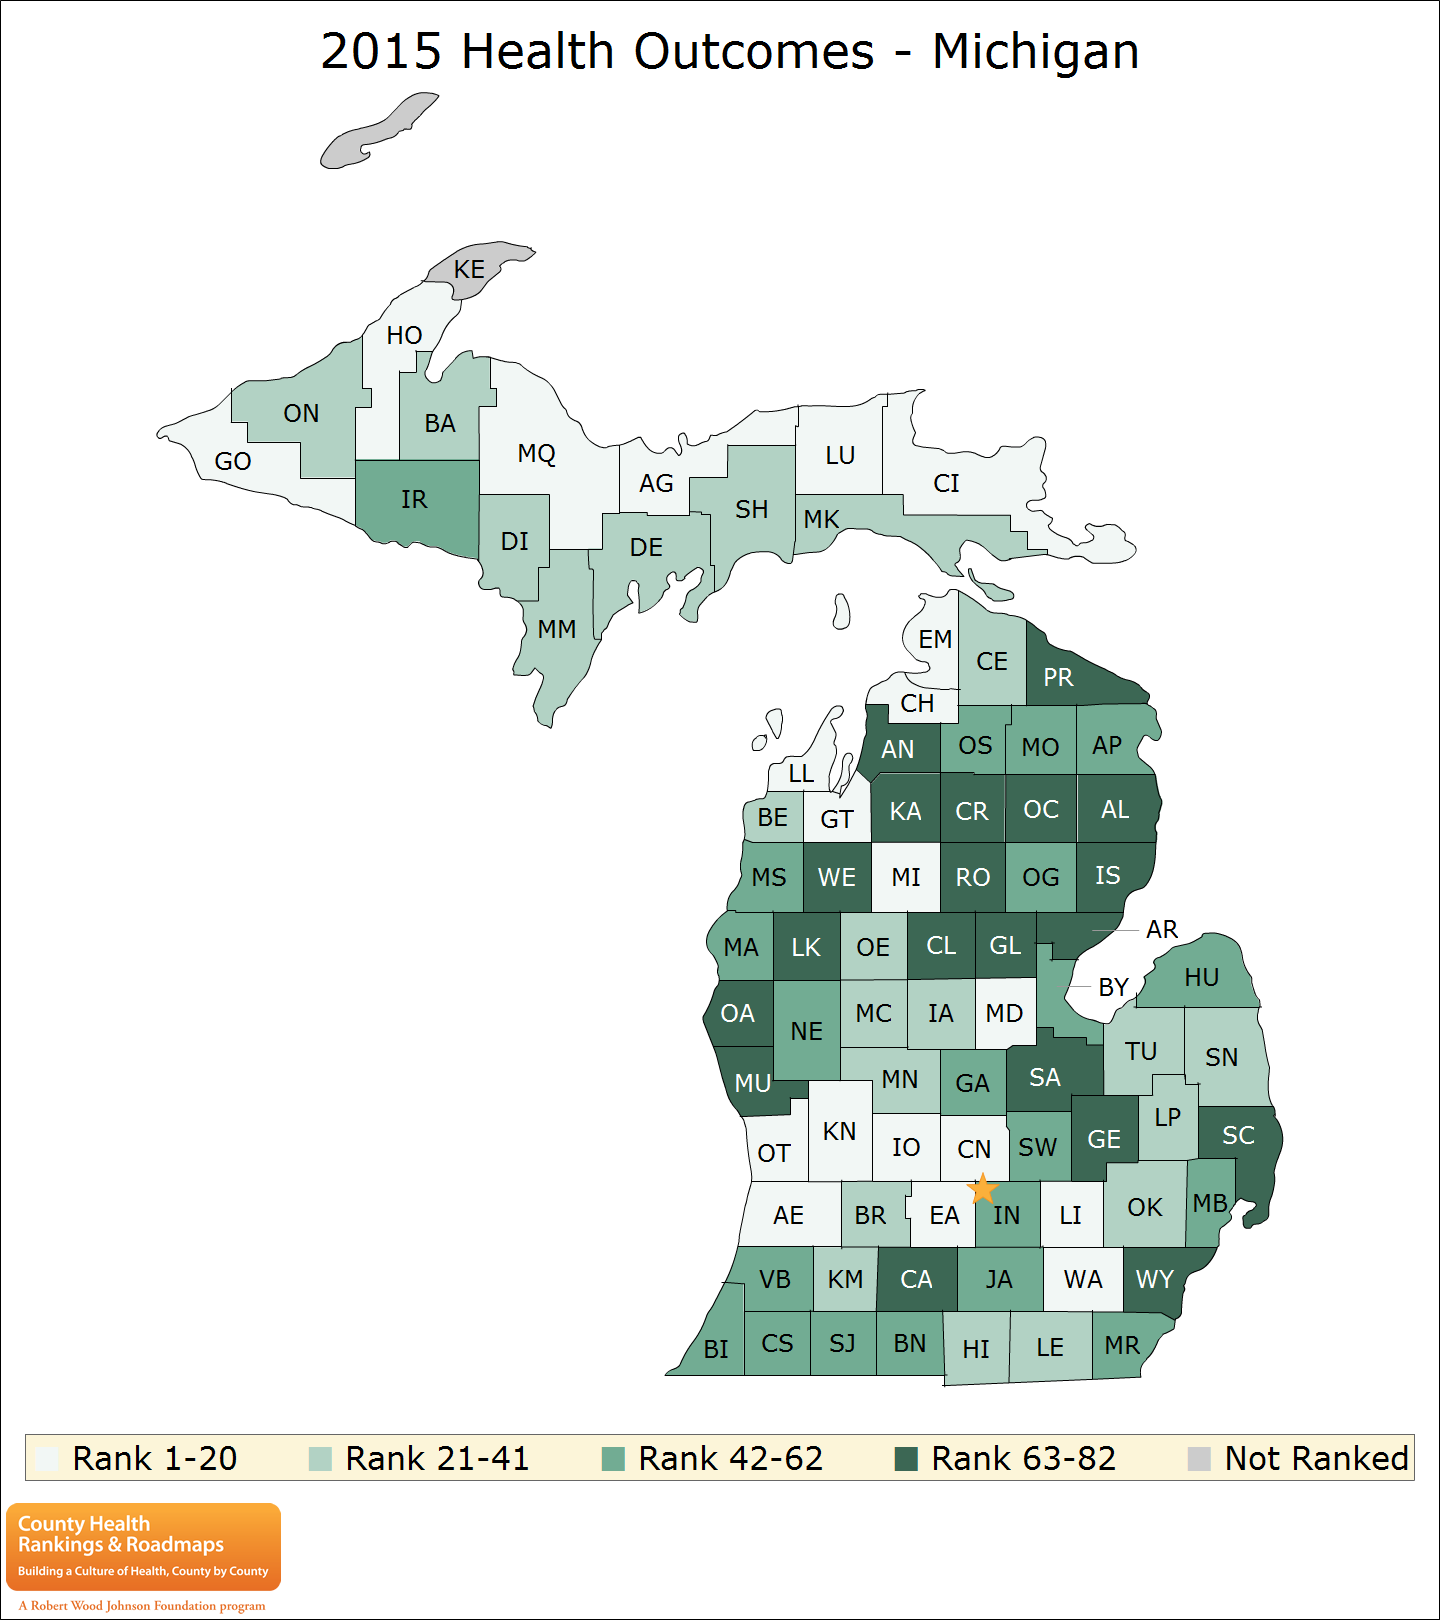 2015 Health Outcomes - Michigan
KE
HO
ON
BA
GO
MQ
LU
AG
CI
IR
SH
MK
DI
DE
MM
EM
CE
PR
CH
AN
OS
MO
AP
LL
BE
GT
KA
CR
OC
AL
MS
WE
MI
RO
OG
IS
AR
MA
LK
OE
CL
GL
BY
HU
OA
NE
MC
IA
MD
TU
SN
MU
MN
GA
SA
LP
OT
KN
IO
CN
SW
GE
SC
AE
BR
EA
IN
LI
OK
MB
VB
KM
CA
JA
WA
WY
BI
CS
SJ
BN
HI
LE
MR
Rank 1-20 Rank 21-41 Rank 42-62 Rank 63-82 Not Ranked
County Health
Rankings & Roadmaps
Building a Culture of Health, County by County
A Robert Wood Johnson Foundation program